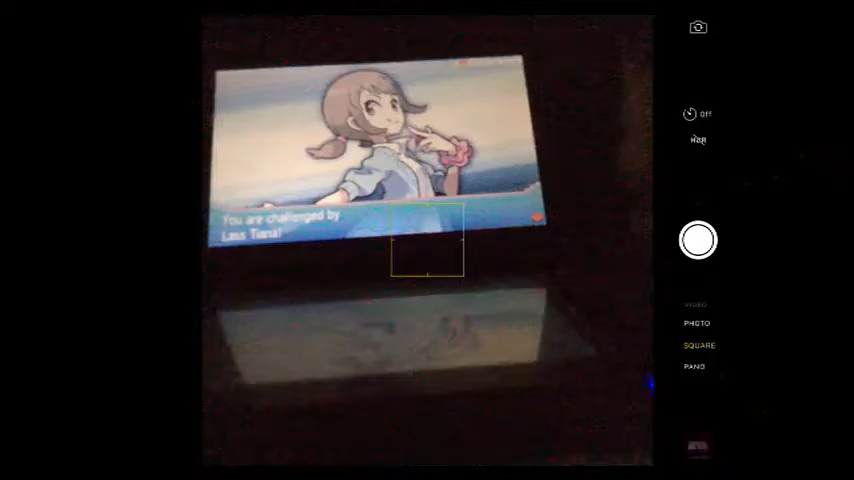 You are challenged by
Lass Tiana!
Off
VIDEO
PHOTO
SQUARE
PANO